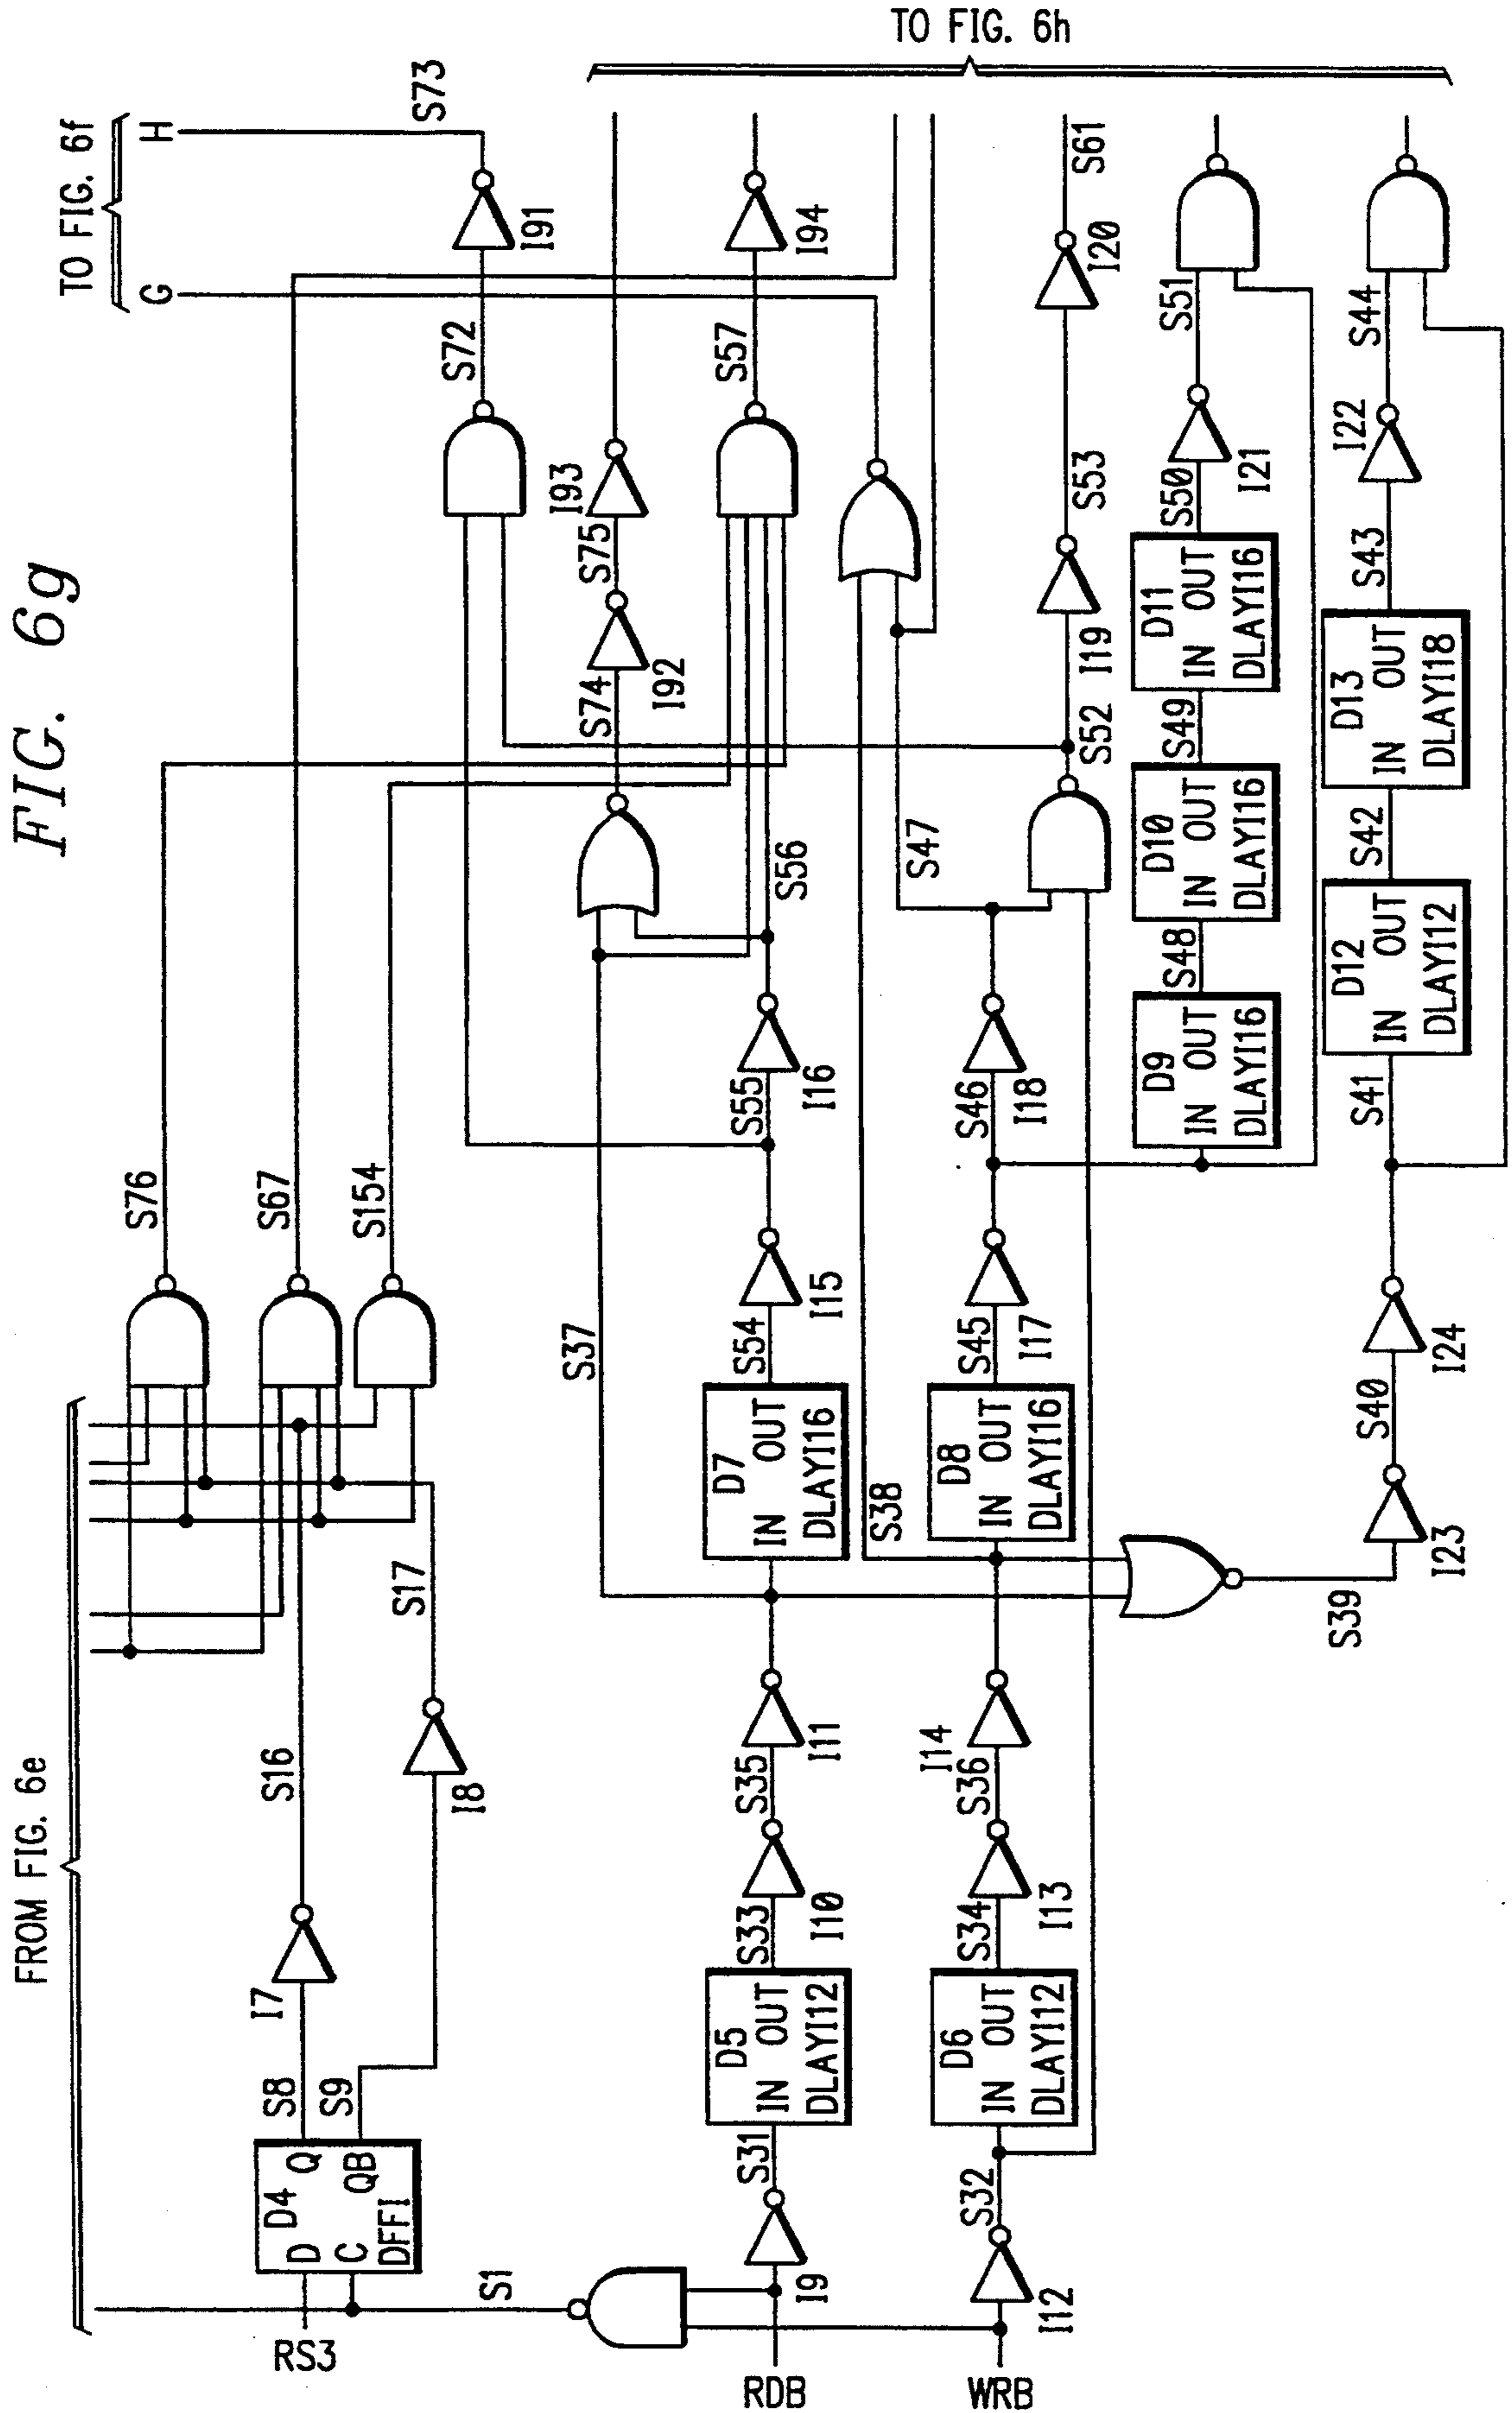 FIG. 6g
FROM FIG. 6e
TO FIG. 6f
G
H
TO FIG. 6h
S76
S67
S154
S72
I91
S73
RS3
D4
D
Q
C
QB
DFFI
S8
I7
S16
S9
I8
S17
S1
S37
S74
I92
S75
I93
S57
I94
RDB
I9
S31
D5
IN OUT
DLAYI12
S33
I10
S35
I11
D7
IN OUT
DLAYI16
S54
I15
S55
I16
S56
S38
S47
WRB
I12
S32
D6
IN OUT
DLAYI12
S34
I13
S36
I14
D8
IN OUT
DLAYI16
S45
I17
S46
I18
S52
I19
S53
I20
S61
D9
IN OUT
DLAYI16
S48
D10
IN OUT
DLAYI16
S49
D11
IN OUT
DLAYI16
S50
I21
S51
S39
I23
S40
I24
S41
D12
IN OUT
DLAYI12
S42
D13
IN OUT
DLAYI18
S43
I22
S44